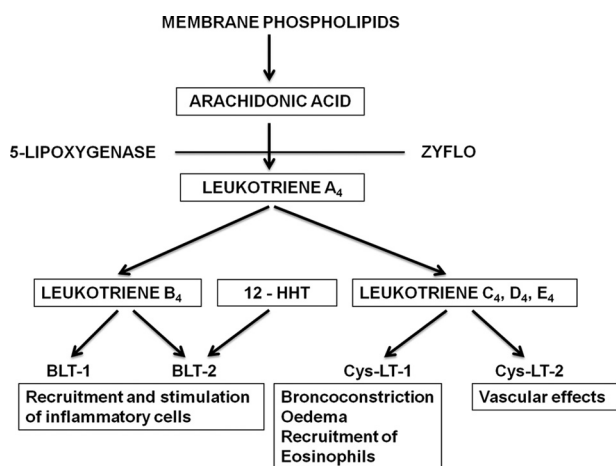 MEMBRANE PHOSPHOLIPIDS
ARACHIDONIC ACID
5-LIPOXYGENASE ZYFLO
LEUKOTRIENE A₄
LEUKOTRIENE B₄ 12 - HHT LEUKOTRIENE C₄, D₄, E₄
BLT-1 BLT-2 Cys-LT-1 Cys-LT-2
Recruitment and stimulation
of inflammatory cells
Broncoconstriction
Oedema
Recruitment of
Eosinophils
Vascular effects